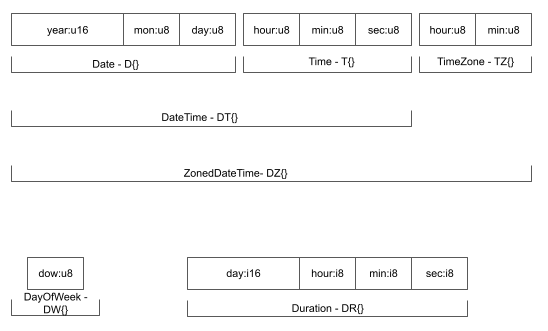 year:u16 mon:u8 day:u8 hour:u8 min:u8 sec:u8 hour:u8 min:u8
Date - D{} Time - T{} TimeZone - TZ{}
DateTime - DT{}
ZonedDateTime- DZ{}
dow:u8 day:i16 hour:i8 min:i8 sec:i8
DayOfWeek -
DW{}
Duration - DR{}